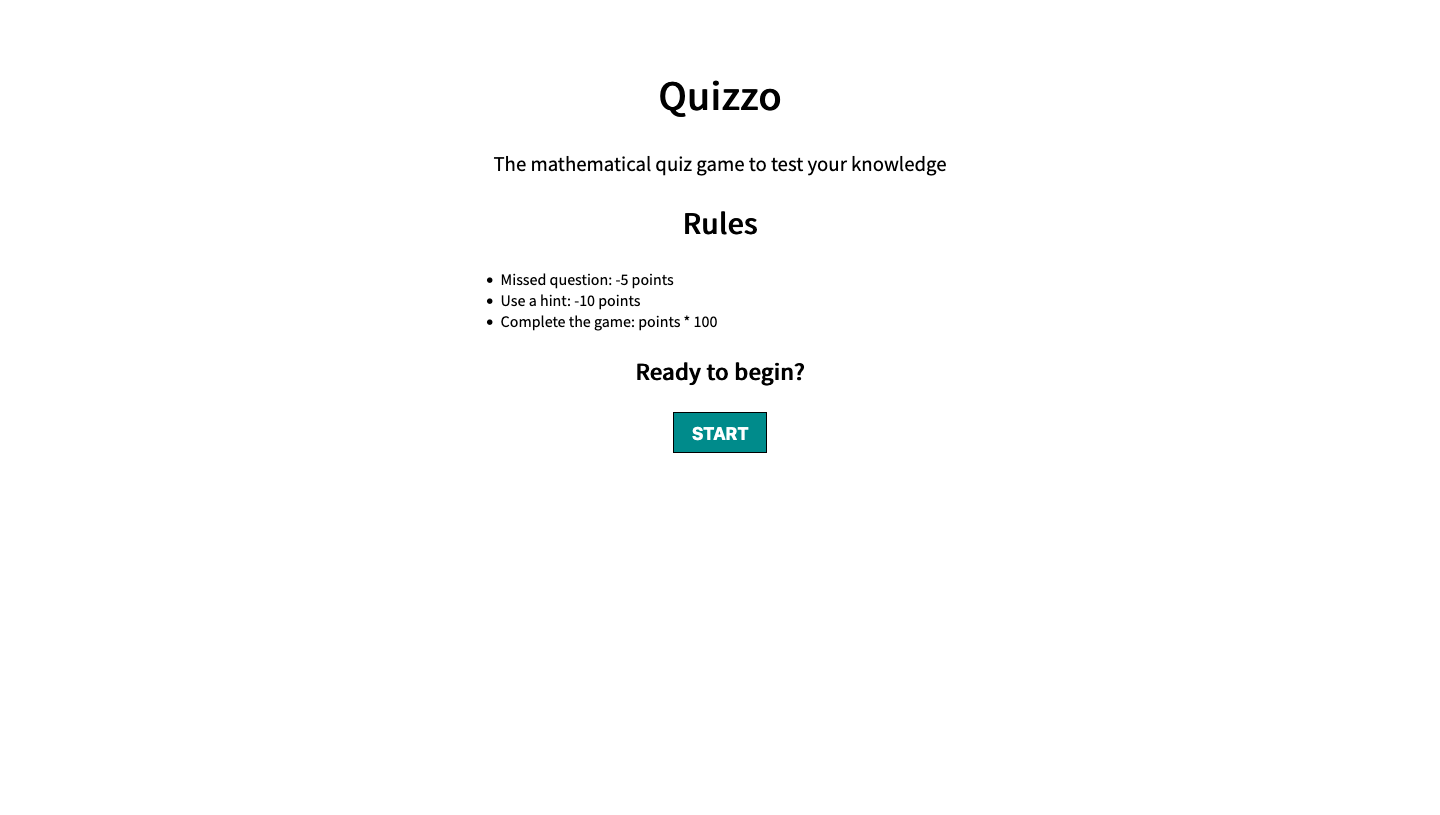 Quizzo
The mathematical quiz game to test your knowledge
Rules
• Missed question: -5 points
• Use a hint: -10 points
• Complete the game: points * 100
Ready to begin?
START